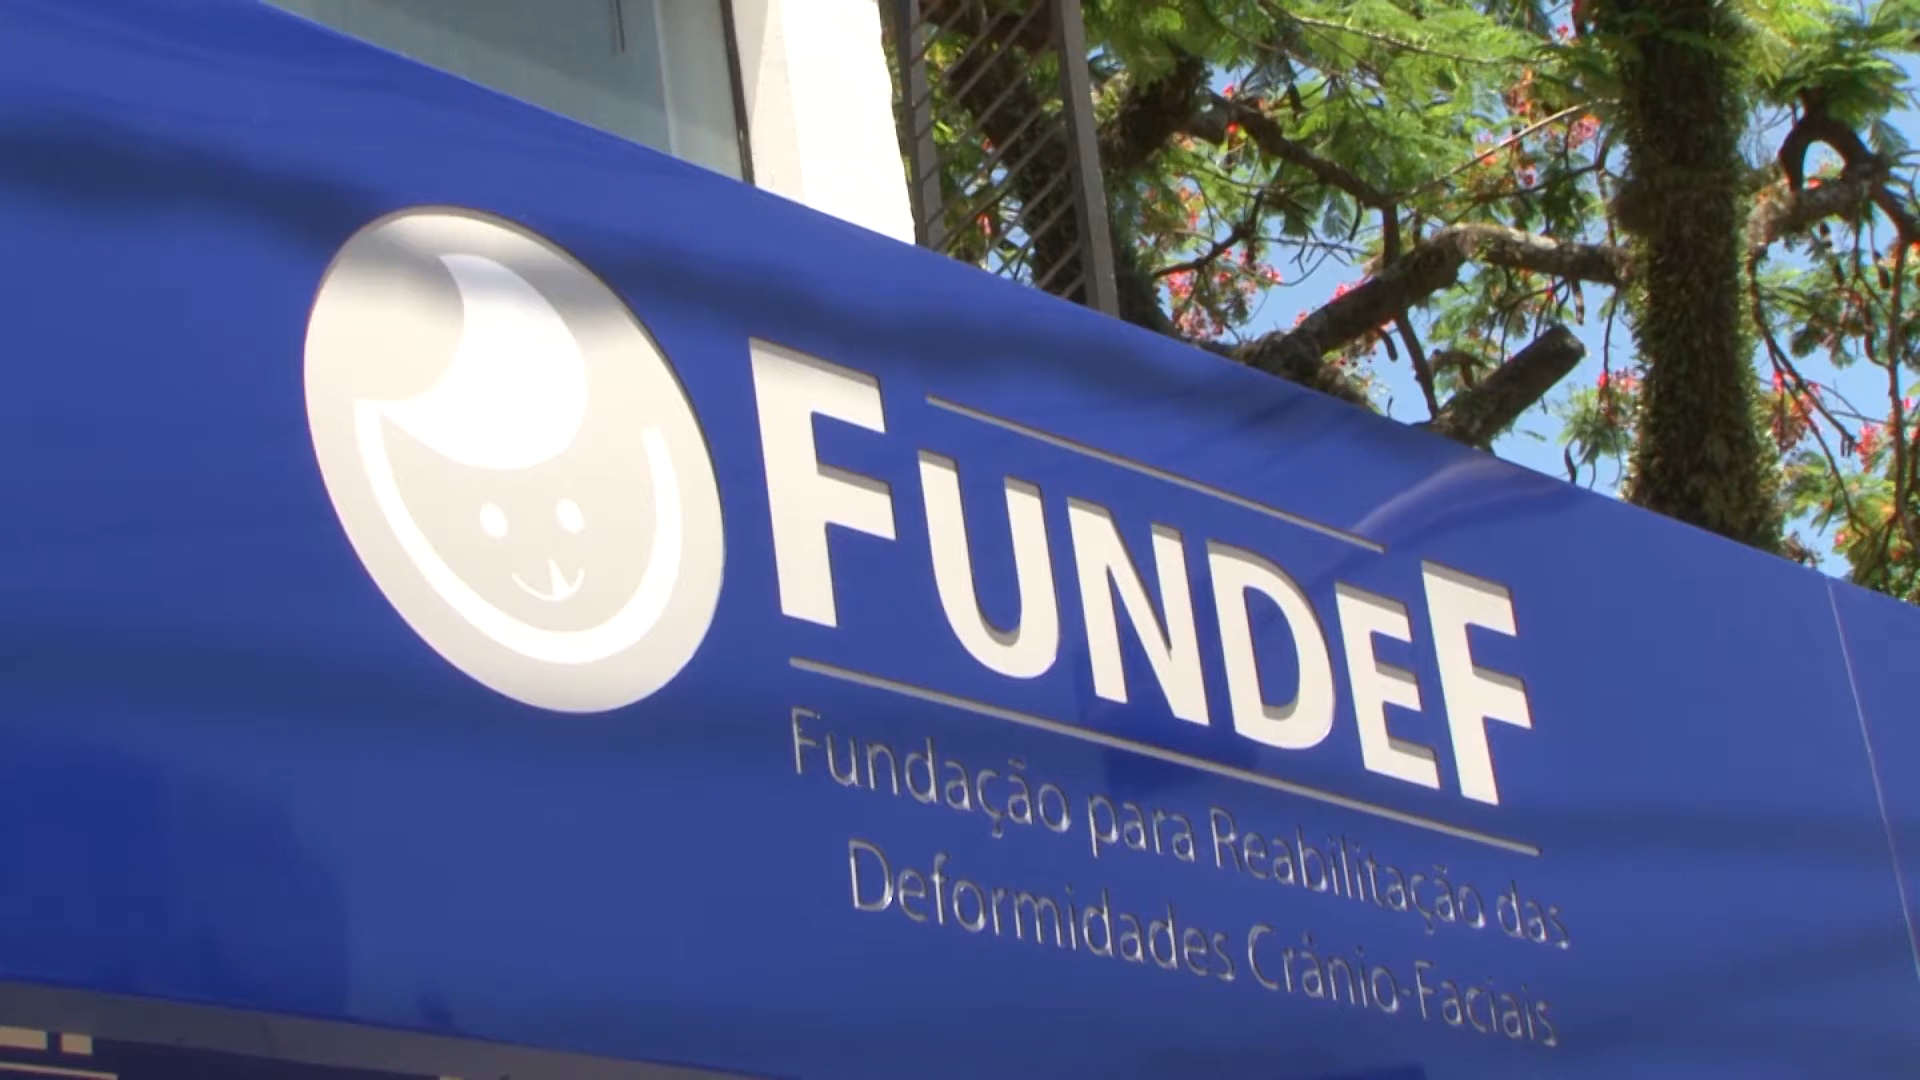 FUNDEF
Fundação para Reabilitação das
Deformidades Crânio-Faciais